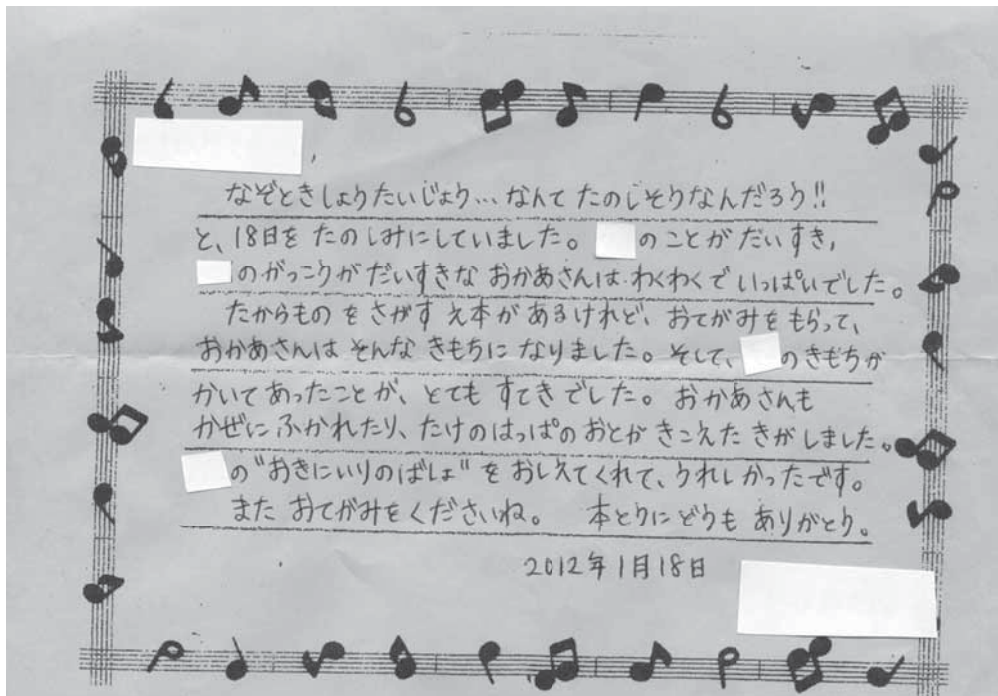 なぞときしょうたいじょう…なんて たのしそうなんだろう!!
と、18日を たのしみにしていました。 のことが だいすき,
のがっこうがだいすきな おかあさんは わくわくで いっぱいでした。
たからもの を さがす え本が あるけれど、おてがみを もらって、
おかあさんは そんな きもちに なりました。そして、 のきもちが
かいてあったことが、とても すてきでした。 おかあさんも
かぜに ふかれたり、たけのはっぱの おとが きこえた きがしました。
の"おきにいりのばしょ"を おしえてくれて、うれしかったです。
また おてがみを くださいね。 本とうに どうも ありがとう。
2012年1月18日